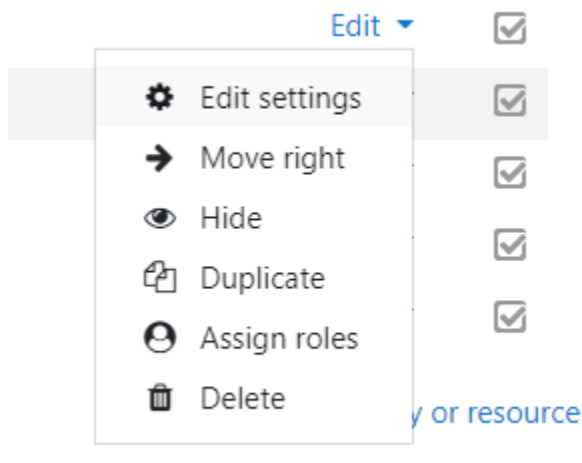 Edit
Edit settings
Move right
Hide
Duplicate
Assign roles
Delete
y or resource